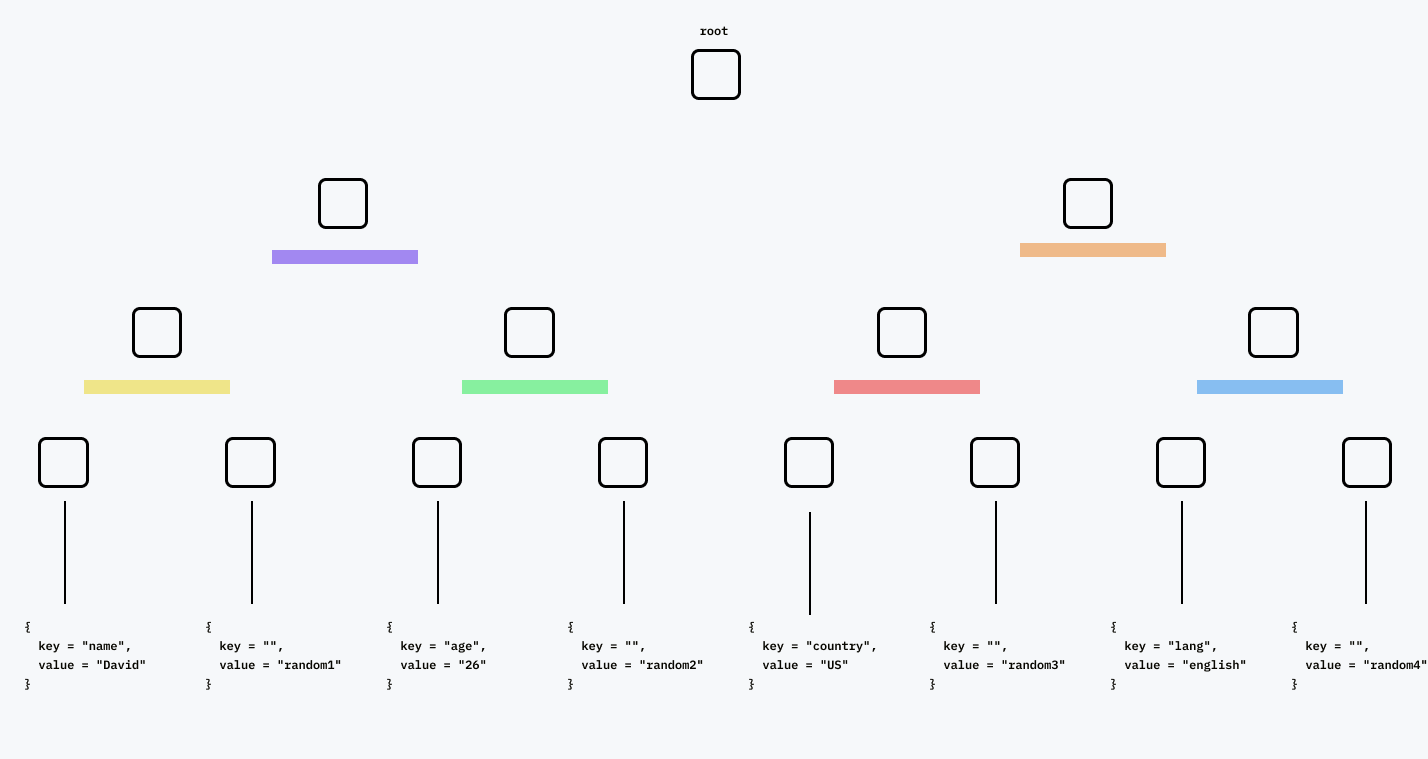 root
{
  key = "name",
  value = "David"
}
{
  key = "",
  value = "random1"
}
{
  key = "age",
  value = "26"
}
{
  key = "",
  value = "random2"
}
{
  key = "country",
  value = "US"
}
{
  key = "",
  value = "random3"
}
{
  key = "lang",
  value = "english"
}
{
  key = "",
  value = "random4"
}